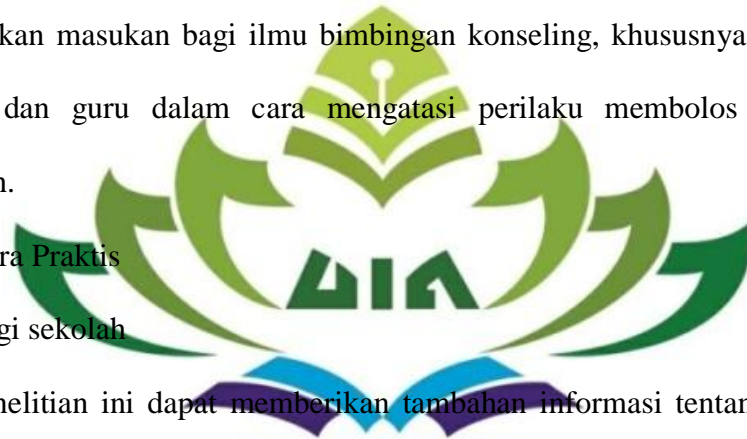 kan masukan bagi ilmu bimbingan konseling, khususnya
dan guru dalam cara mengatasi perilaku membolos
n.
ra Praktis
UIN
gi sekolah
nelitian ini dapat memberikan tambahan informasi tentan